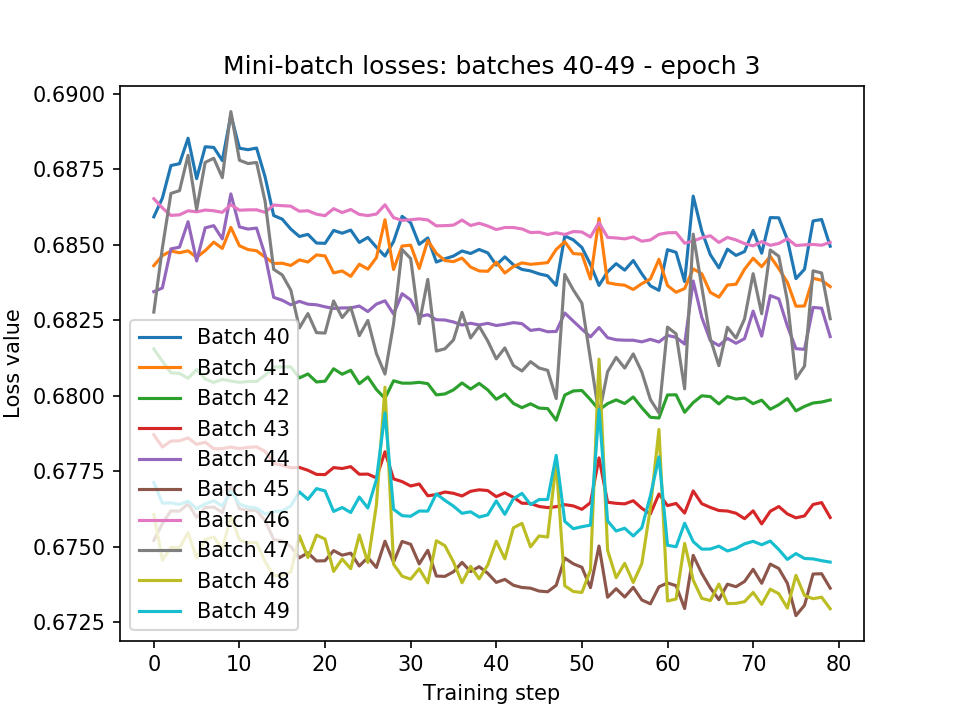 Mini-batch losses: batches 40-49 - epoch 3
0.6900
0.6875
0.6850
0.6825
0.6800
0.6775
0.6750
0.6725
Loss value
Batch 40
Batch 41
Batch 42
Batch 43
Batch 44
Batch 45
Batch 46
Batch 47
Batch 48
Batch 49
0 10 20 30 40 50 60 70 80
Training step